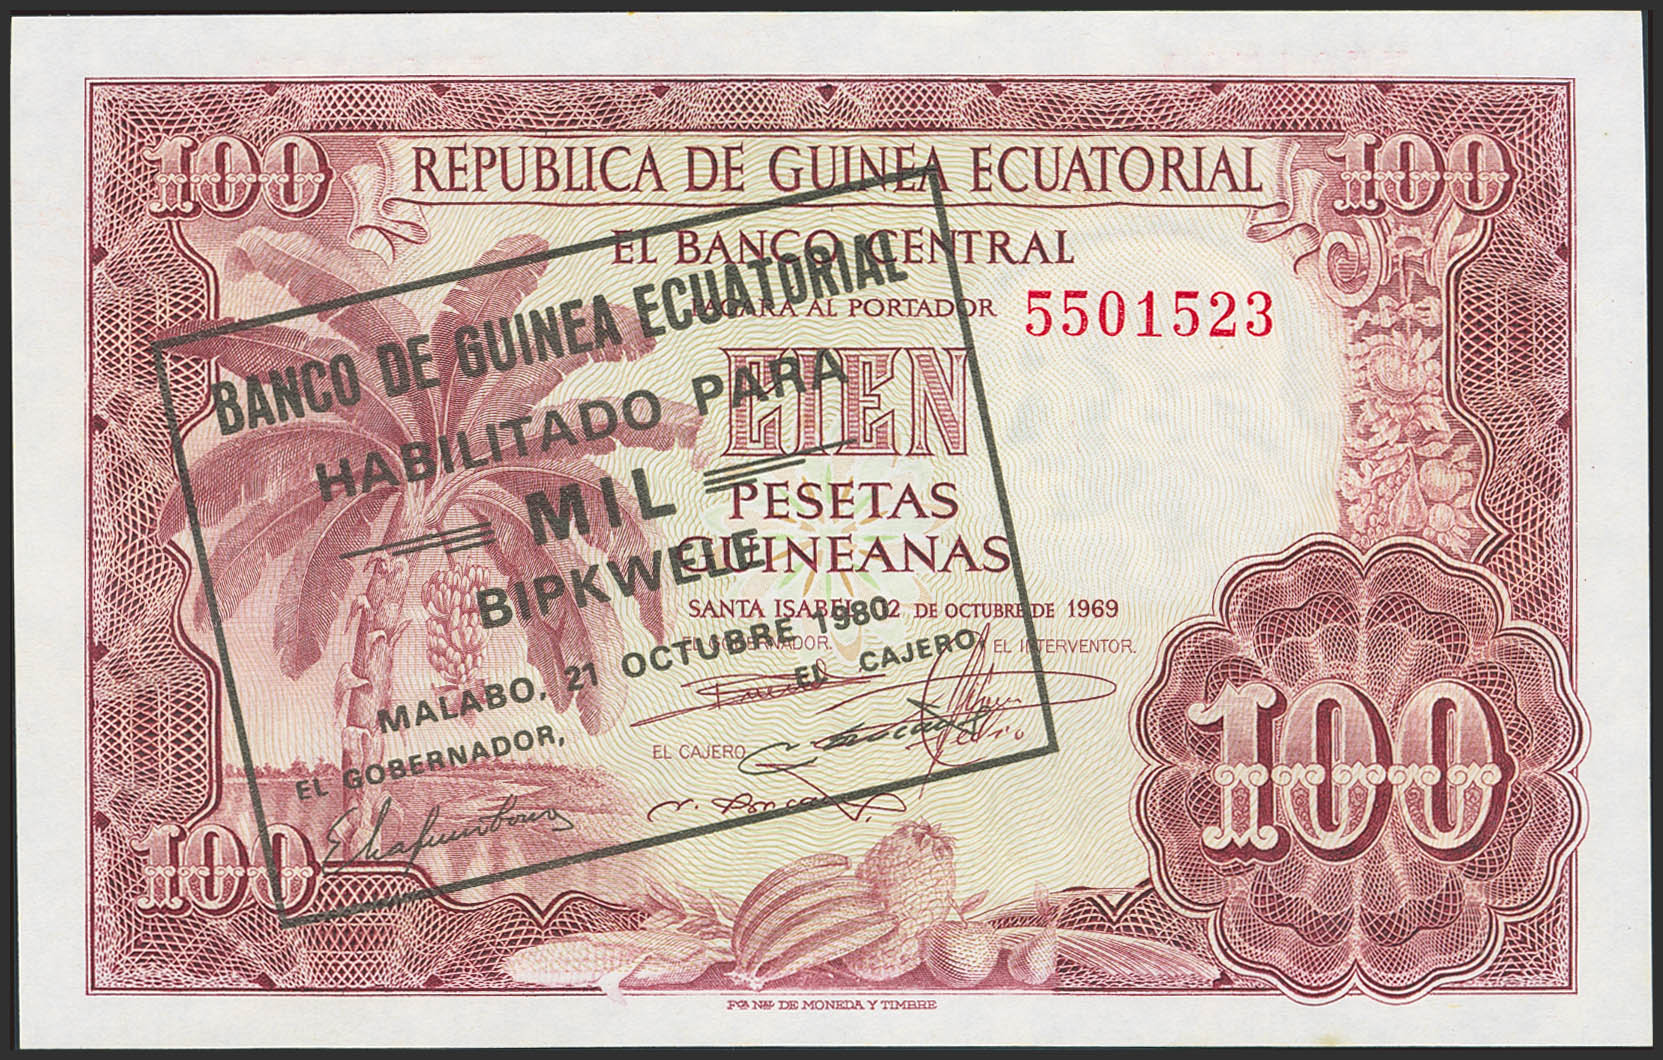 100 100
REPUBLICA DE GUINEA ECUATORIAL
EL BANCO CENTRAL
PAGARA AL PORTADOR
5501523
CIEN
PESETAS
GUINEANAS
SANTA ISABEL 12 DE OCTUBRE DE 1969
EL GOBERNADOR. EL INTERVENTOR.
EL CAJERO
100
100
FCA NAL DE MONEDA Y TIMBRE
BANCO DE GUINEA ECUATORIAL
HABILITADO PARA
MIL
BIPKWELE
MALABO, 21 OCTUBRE 1980
EL GOBERNADOR, EL CAJERO